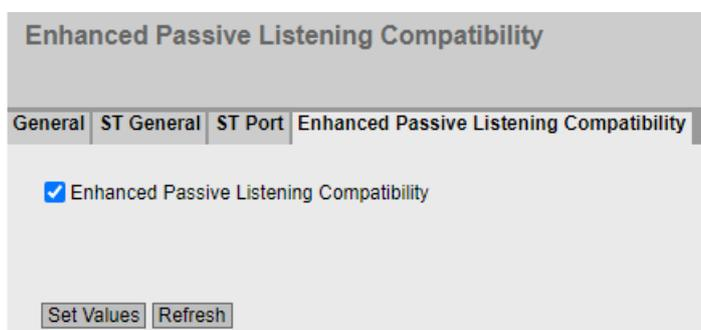 Enhanced Passive Listening Compatibility
General ST General ST Port Enhanced Passive Listening Compatibility
Enhanced Passive Listening Compatibility
Set Values Refresh